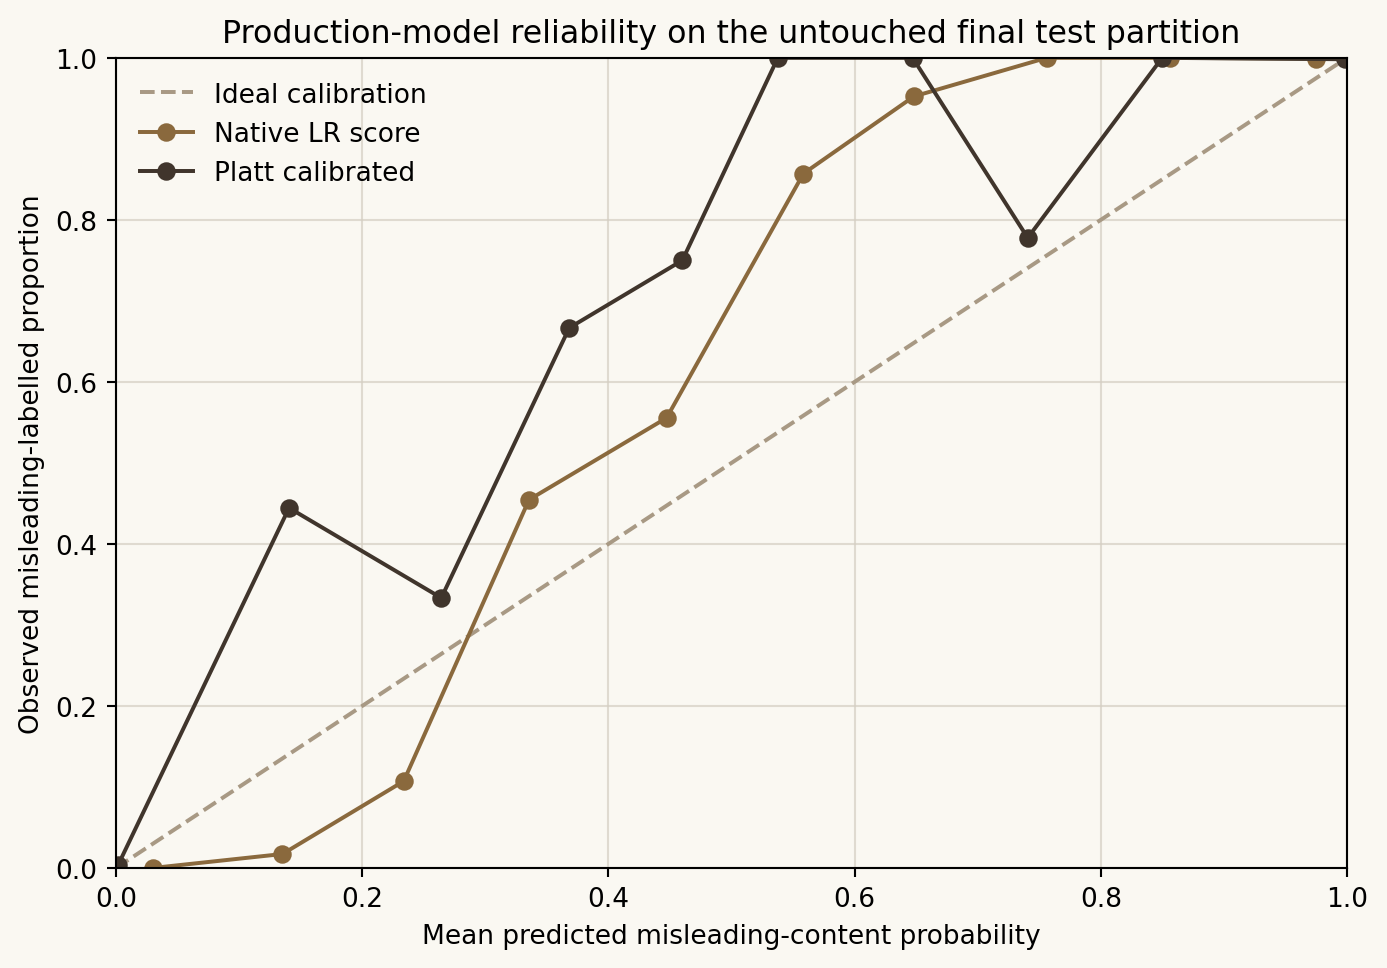 Production-model reliability on the untouched final test partition
Ideal calibration
Native LR score
Platt calibrated
Observed misleading-labelled proportion
1.0
0.8
0.6
0.4
0.2
0.0
0.0 0.2 0.4 0.6 0.8 1.0
Mean predicted misleading-content probability